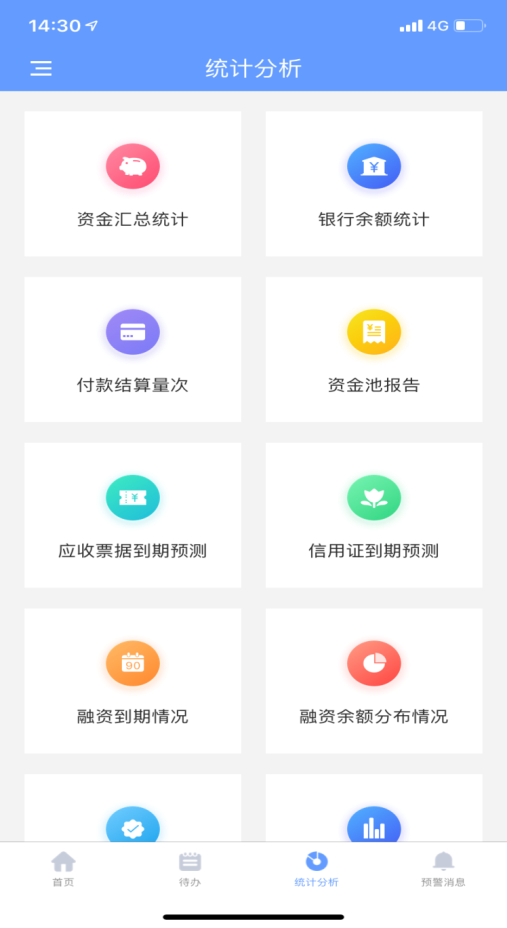 14:30 4G
统计分析
资金汇总统计 银行余额统计
付款结算量次 资金池报告
应收票据到期预测 信用证到期预测
90
融资到期情况 融资余额分布情况
首页 待办 统计分析 预警消息